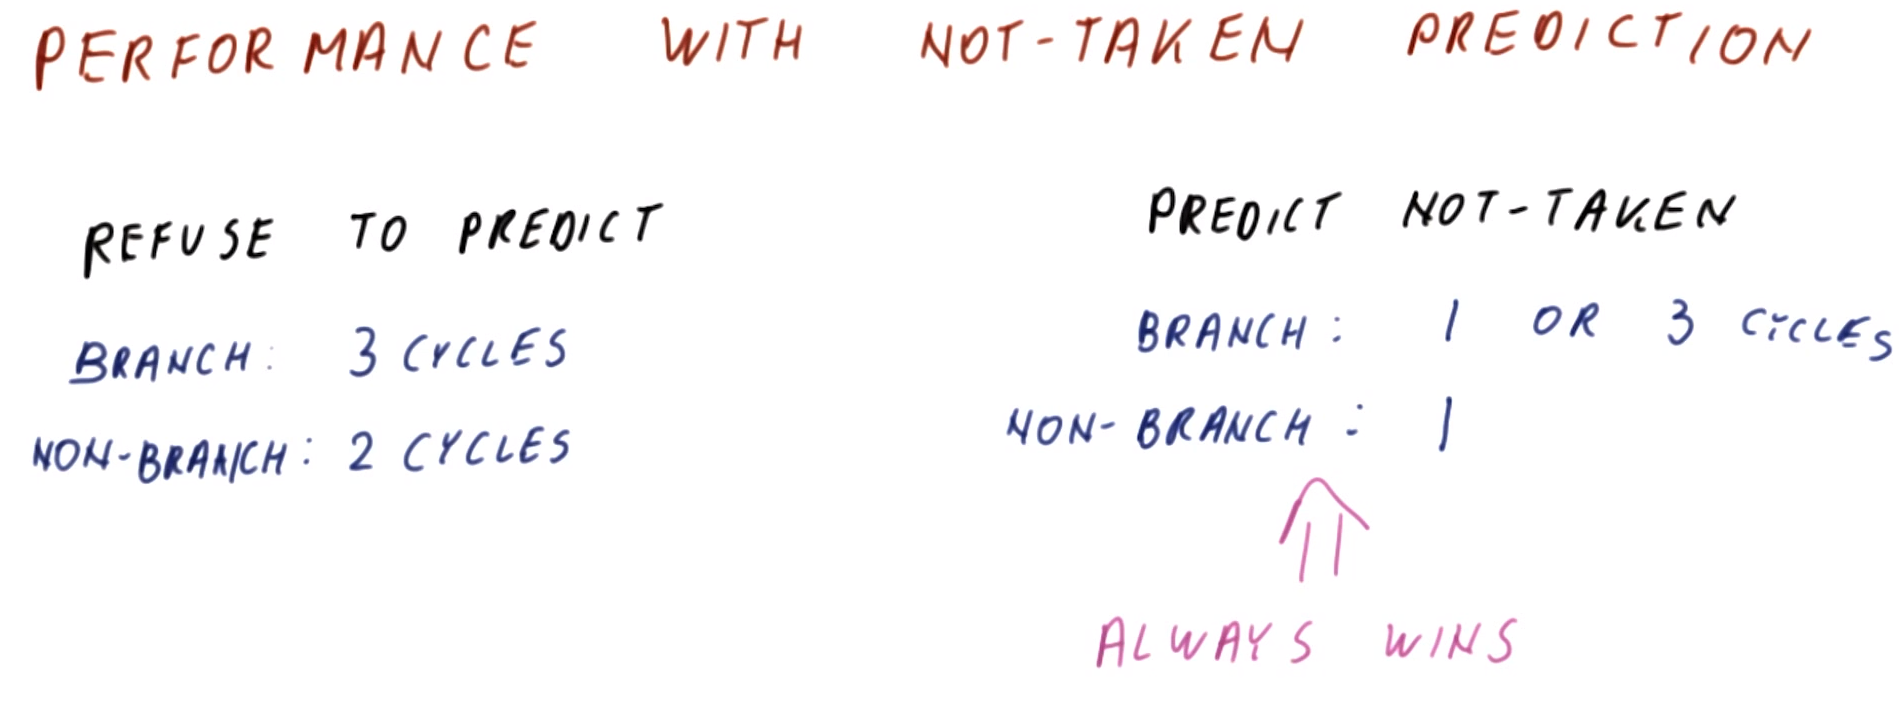 PERFORMANCE WITH NOT-TAKEN PREDICTION
REFUSE TO PREDICT
BRANCH: 3 CYCLES
NON-BRANCH: 2 CYCLES
PREDICT NOT-TAKEN
BRANCH: 1 OR 3 CYCLES
NON-BRANCH: 1
ALWAYS WINS